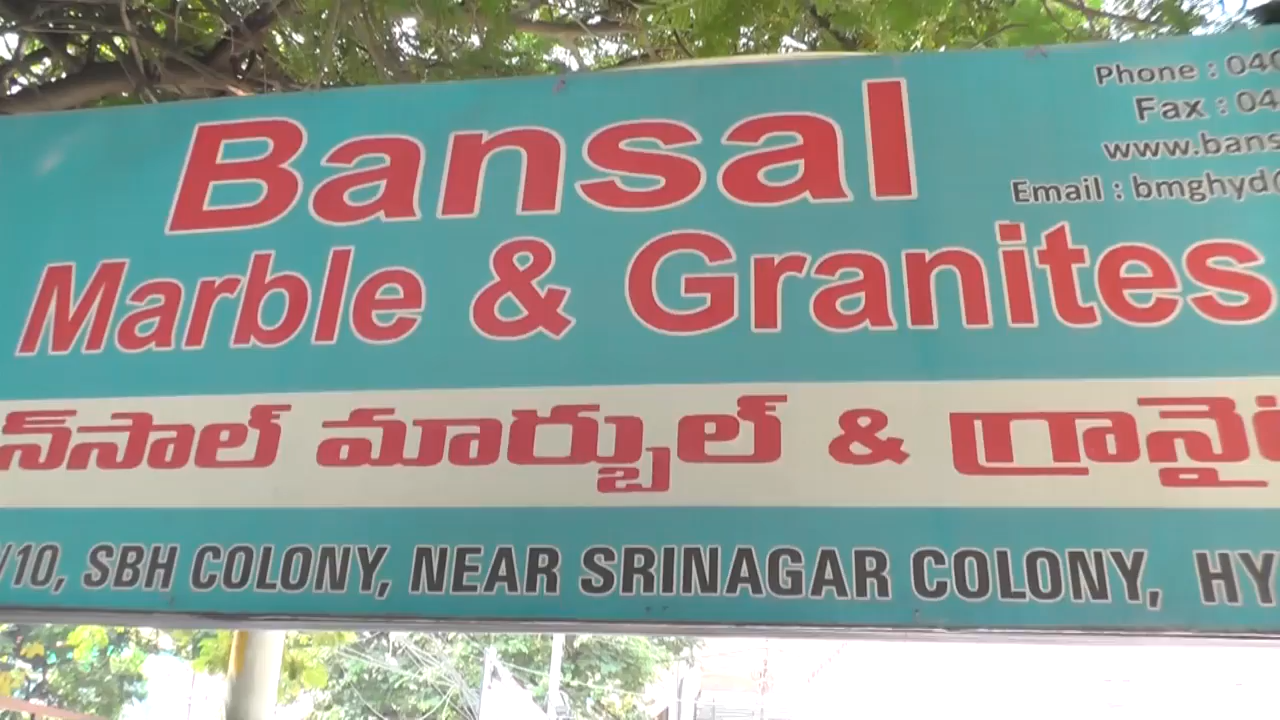 Phone : 040
Fax : 04
www.bans
Email : bmghyd@
Bansal
Marble & Granites
న్సాల్ మార్బుల్ & గ్రానై
/10, SBH COLONY, NEAR SRINAGAR COLONY, HY